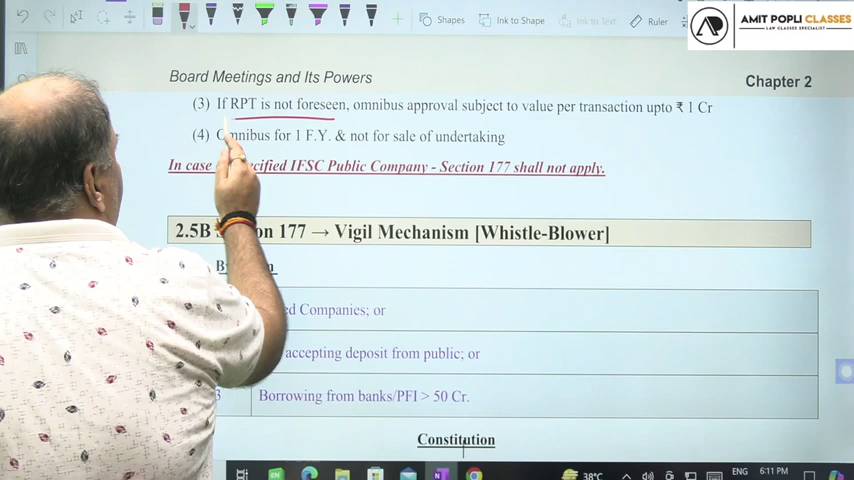 Shapes
Ink to Shape
Ink to Text
Ruler
AMIT POPLI CLASSES
LAW CLASSES SPECIALIST
Board Meetings and Its Powers
Chapter 2
(3) If RPT is not foreseen, omnibus approval subject to value per transaction upto ₹ 1 Cr
(4) Omnibus for 1 F.Y. & not for sale of undertaking
In case IFSC Public Company - Section 177 shall not apply.
2.5B 177 → Vigil Mechanism [Whistle-Blower]
Companies; or
accepting deposit from public; or
3 Borrowing from banks/PFI > 50 Cr.
Constitution
38°C
ENG
6:11 PM